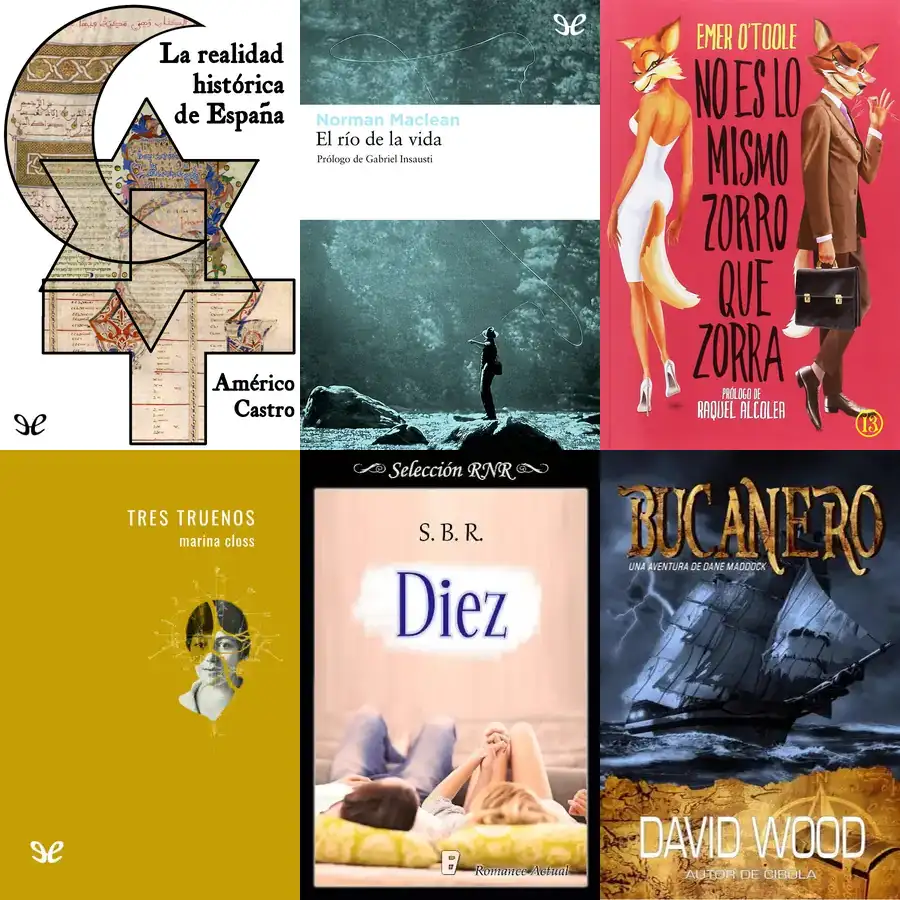 La realidad
histórica
de España
Américo
Castro
Norman Maclean
El río de la vida
Prólogo de Gabriel Insausti
EMER O'TOOLE
NO ES LO
MISMO
ZORRO
QUE
ZORRA
PRÓLOGO DE
RAQUEL ALCOLEA
13
TRES TRUENOS
marina closs
Selección RNR
S. B. R.
Diez
B
Romance Actual
BUCANERO
UNA AVENTURA DE DANE MADDOCK
DAVID WOOD
AUTOR DE CIBOLA